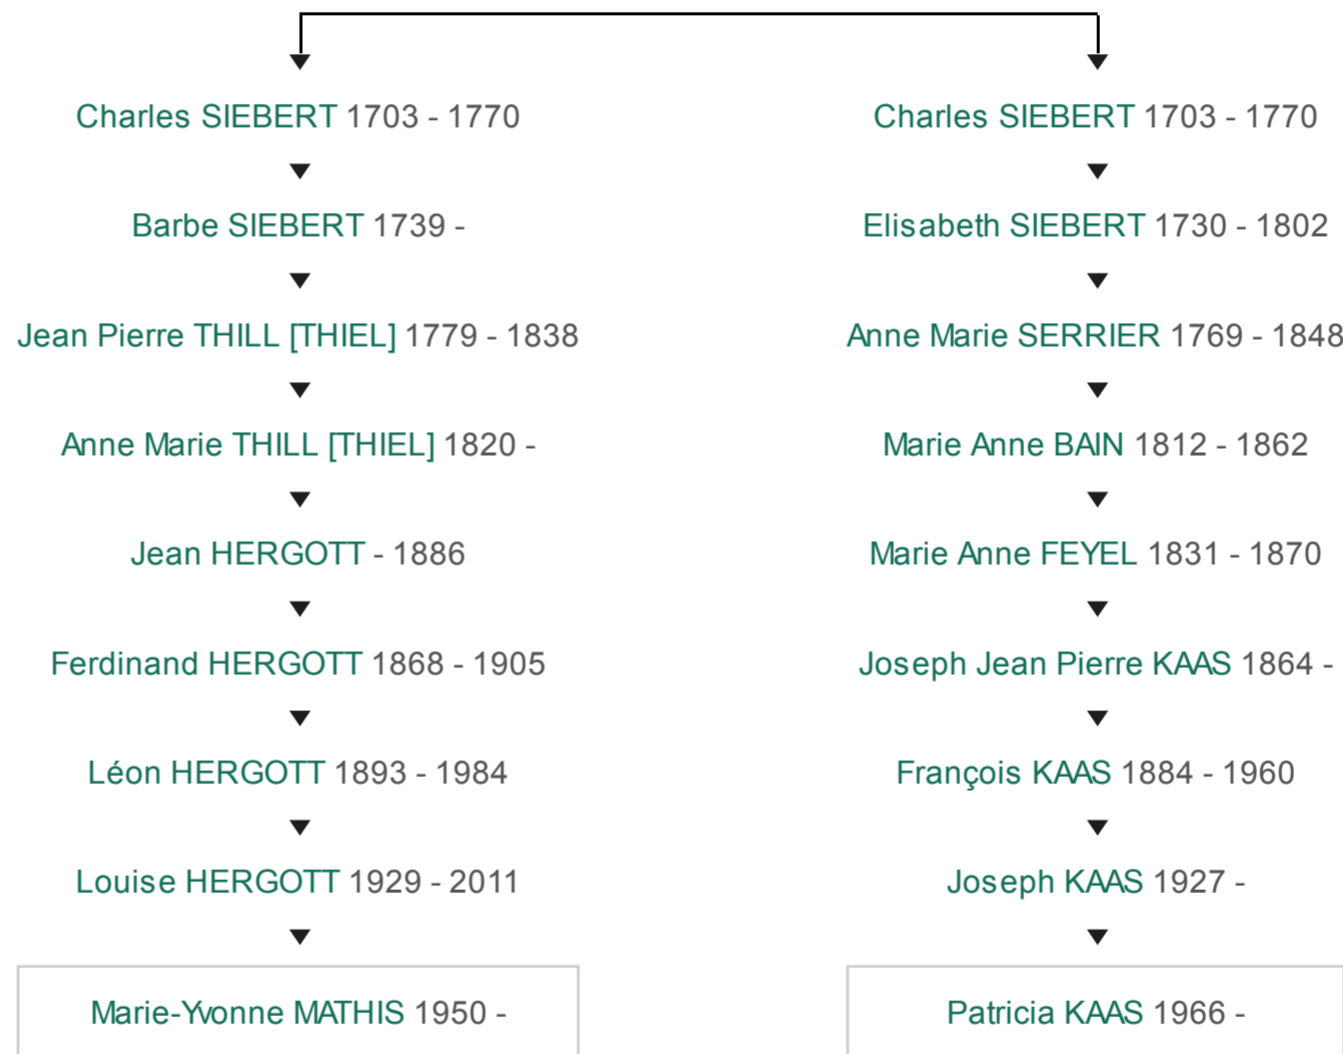 Charles SIEBERT 1703 - 1770
Charles SIEBERT 1703 - 1770
Barbe SIEBERT 1739 -
Elisabeth SIEBERT 1730 - 1802
Jean Pierre THILL [THIEL] 1779 - 1838
Anne Marie SERRIER 1769 - 1848
Anne Marie THILL [THIEL] 1820 -
Marie Anne BAIN 1812 - 1862
Jean HERGOTT - 1886
Marie Anne FEYEL 1831 - 1870
Ferdinand HERGOTT 1868 - 1905
Joseph Jean Pierre KAAS 1864 -
Léon HERGOTT 1893 - 1984
François KAAS 1884 - 1960
Louise HERGOTT 1929 - 2011
Joseph KAAS 1927 -
Marie-Yvonne MATHIS 1950 -
Patricia KAAS 1966 -